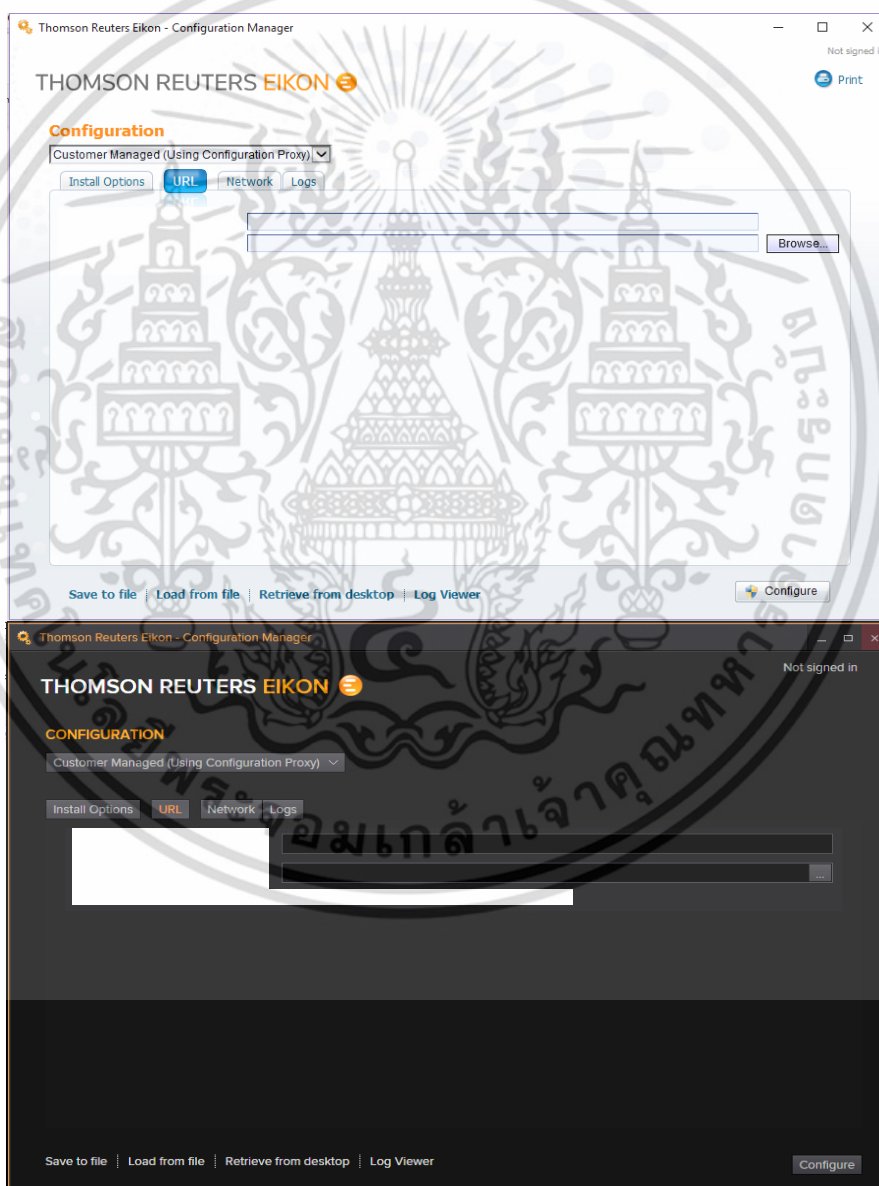 Thomson Reuters Eikon - Configuration Manager
Not signed i
THOMSON REUTERS EIKON
Print
Configuration
Customer Managed (Using Configuration Proxy)
Install Options URL Network Logs
Browse...
Save to file Load from file Retrieve from desktop Log Viewer
Configure
Thomson Reuters Eikon - Configuration Manager
Not signed in
THOMSON REUTERS EIKON
CONFIGURATION
Customer Managed (Using Configuration Proxy)
Install Options URL Network Logs
...
Save to file Load from file Retrieve from desktop Log Viewer
Configure